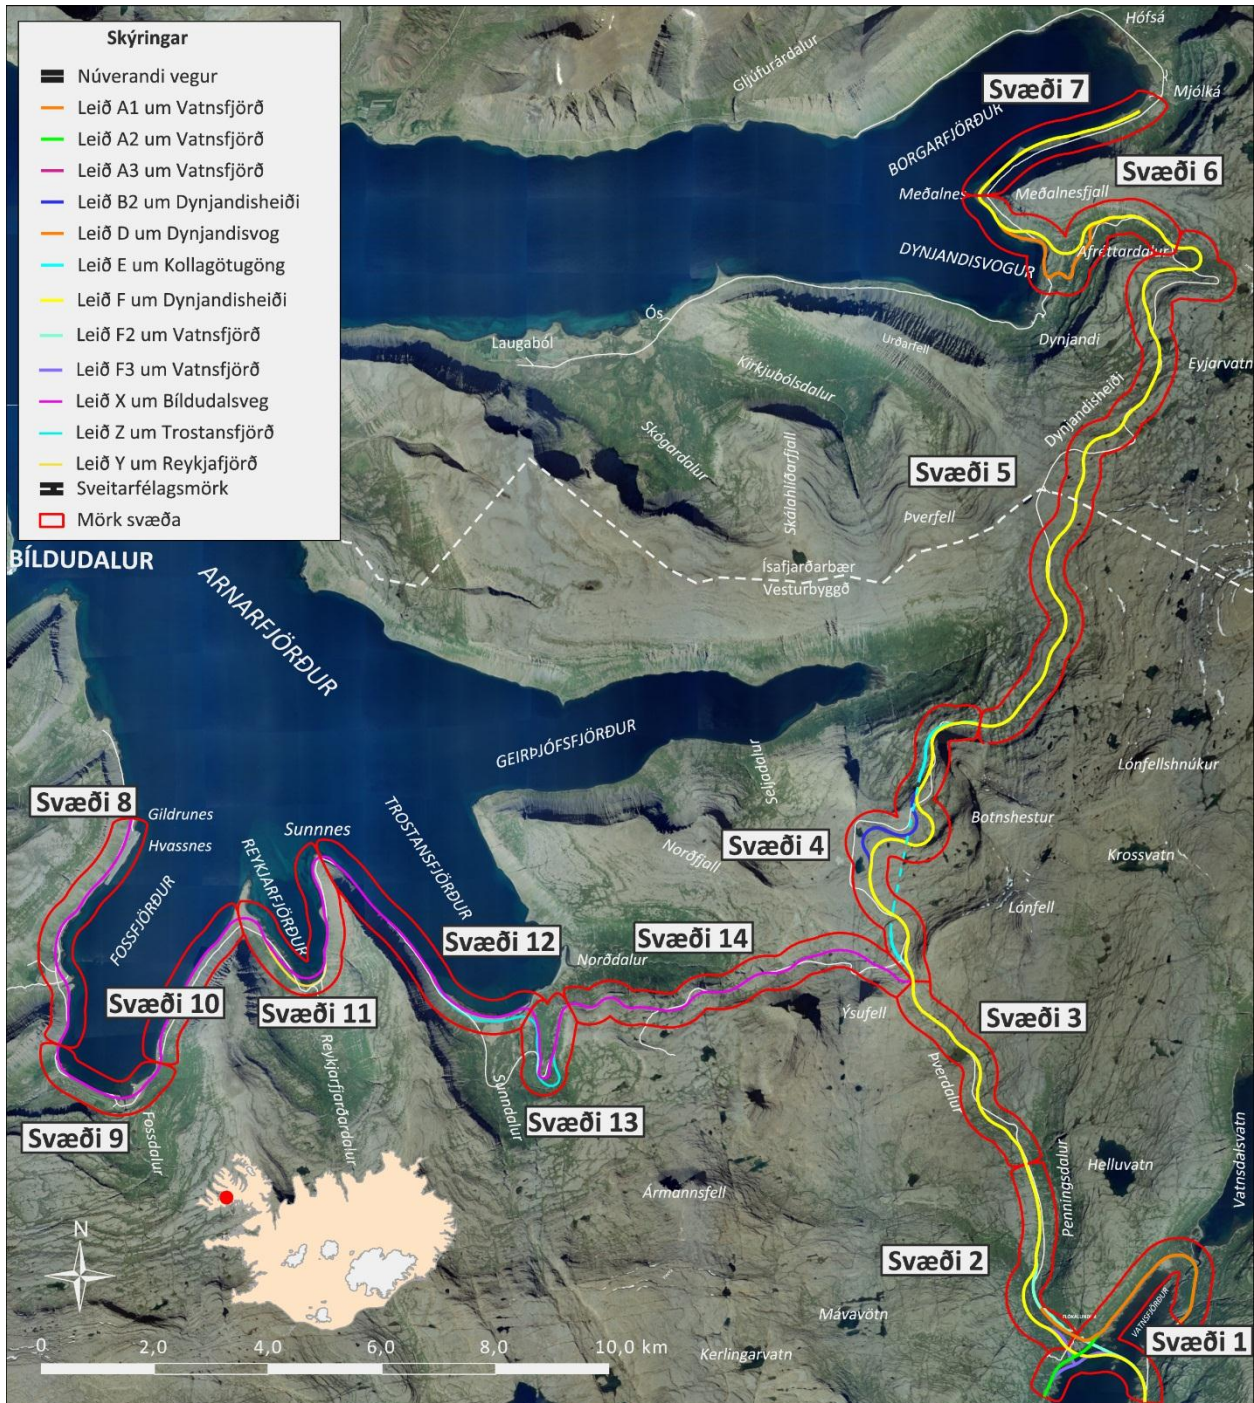 Skýringar
Núverandi vegur
Leið A1 um Vatnsfjörð
Leið A2 um Vatnsfjörð
Leið A3 um Vatnsfjörð
Leið B2 um Dynjandisheiði
Leið D um Dynjandisvog
Leið E um Kollagötugöng
Leið F um Dynjandisheiði
Leið F2 um Vatnsfjörð
Leið F3 um Vatnsfjörð
Leið X um Bíldudalsveg
Leið Z um Trostansfjörð
Leið Y um Reykjafjörð
Sveitarfélagsmörk
Mörk svæða
Hófsá
Gljúfurárdalur
Svæði 7
Mjólká
BORGARFJÖRÐUR
Svæði 6
Meðalnes
Meðalnesfjall
DYNJANDISVOGUR
Afréttardalur
Ós
Laugaból
Urðarfell
Dynjandi
Eyjarvatn
Kirkjubólsdalur
Dynjandisheiði
Skógardalur
Skálahlíðarfjall
Svæði 5
Þverfell
BÍLDUDALUR
Ísafjarðarbær
Vesturbyggð
ARNARFJÖRÐUR
GEIRÞJÓFSFJÖRÐUR
Lónfellshnúkur
Svæði 8
Gildrunes
Hvassnes
Sunnnes
REYKJARFJÖRÐUR
TROSTANSFJÖRÐUR
Norðfjall
Svæði 4
Botnshestur
Krossvatn
Lónfell
FOSSFJÖRÐUR
Svæði 12
Svæði 14
Norðdalur
Svæði 10
Svæði 11
Ýsufell
Svæði 3
Reykjarfjarðardalur
Sunndalur
Þverdalur
Svæði 9
Fossdalur
Svæði 13
Penningsdalur
Helluvatn
Vatnsdalsvatn
Ármannsfell
N
Svæði 2
Mávavötn
VATNSFJÖRÐUR
Svæði 1
Kerlingarvatn
0 2,0 4,0 6,0 8,0 10,0 km